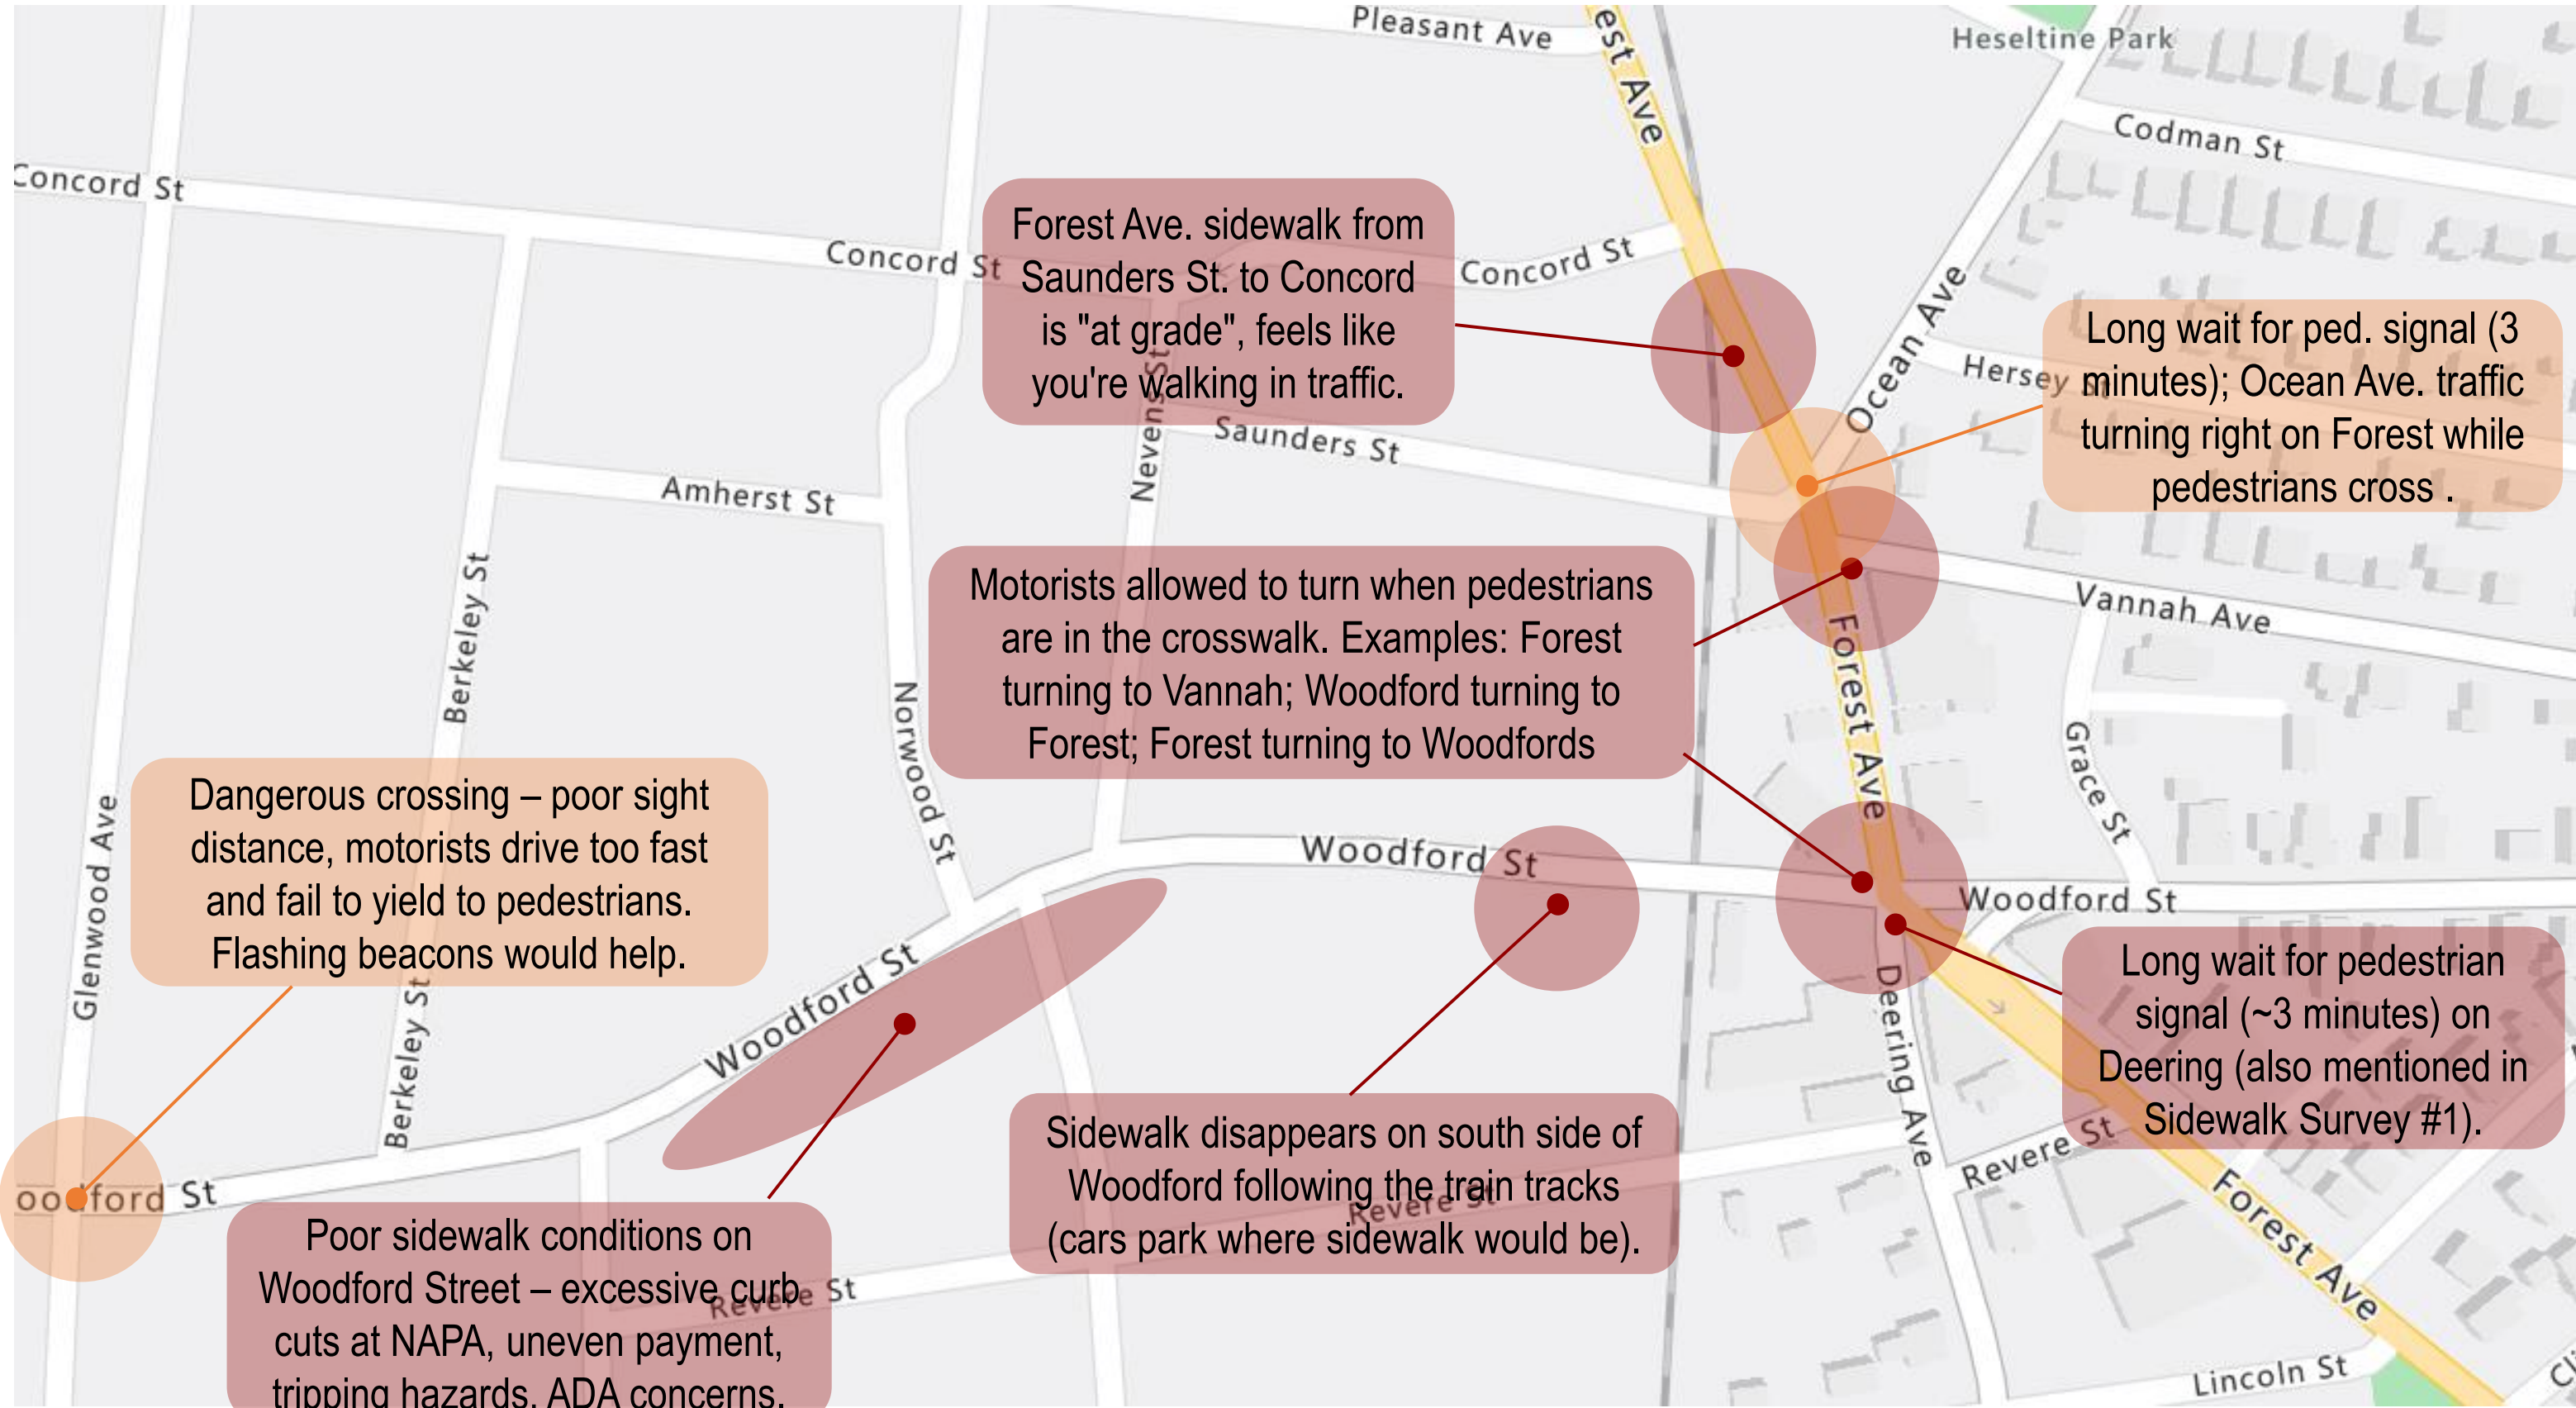 Pleasant Ave
est Ave
Heseltine Park
Codman St
Concord St
Concord St
Concord St
Forest Ave. sidewalk from
Saunders St. to Concord
is "at grade", feels like
you're walking in traffic.
Ocean Ave
Hersey St
Long wait for ped. signal (3
minutes); Ocean Ave. traffic
turning right on Forest while
pedestrians cross .
Nevens St
Saunders St
Amherst St
Berkeley St
Motorists allowed to turn when pedestrians
are in the crosswalk. Examples: Forest
turning to Vannah; Woodford turning to
Forest; Forest turning to Woodfords
Vannah Ave
Forest Ave
Norwood St
Grace St
Glenwood Ave
Dangerous crossing – poor sight
distance, motorists drive too fast
and fail to yield to pedestrians.
Flashing beacons would help.
Woodford St
Woodford St
Woodford St
Berkeley St
Deering Ave
Long wait for pedestrian
signal (~3 minutes) on
Deering (also mentioned in
Sidewalk Survey #1).
oodford St
Sidewalk disappears on south side of
Woodford following the train tracks
(cars park where sidewalk would be).
Revere St
Revere St
Revere St
Forest Ave
Poor sidewalk conditions on
Woodford Street – excessive curb
cuts at NAPA, uneven payment,
tripping hazards, ADA concerns.
Lincoln St